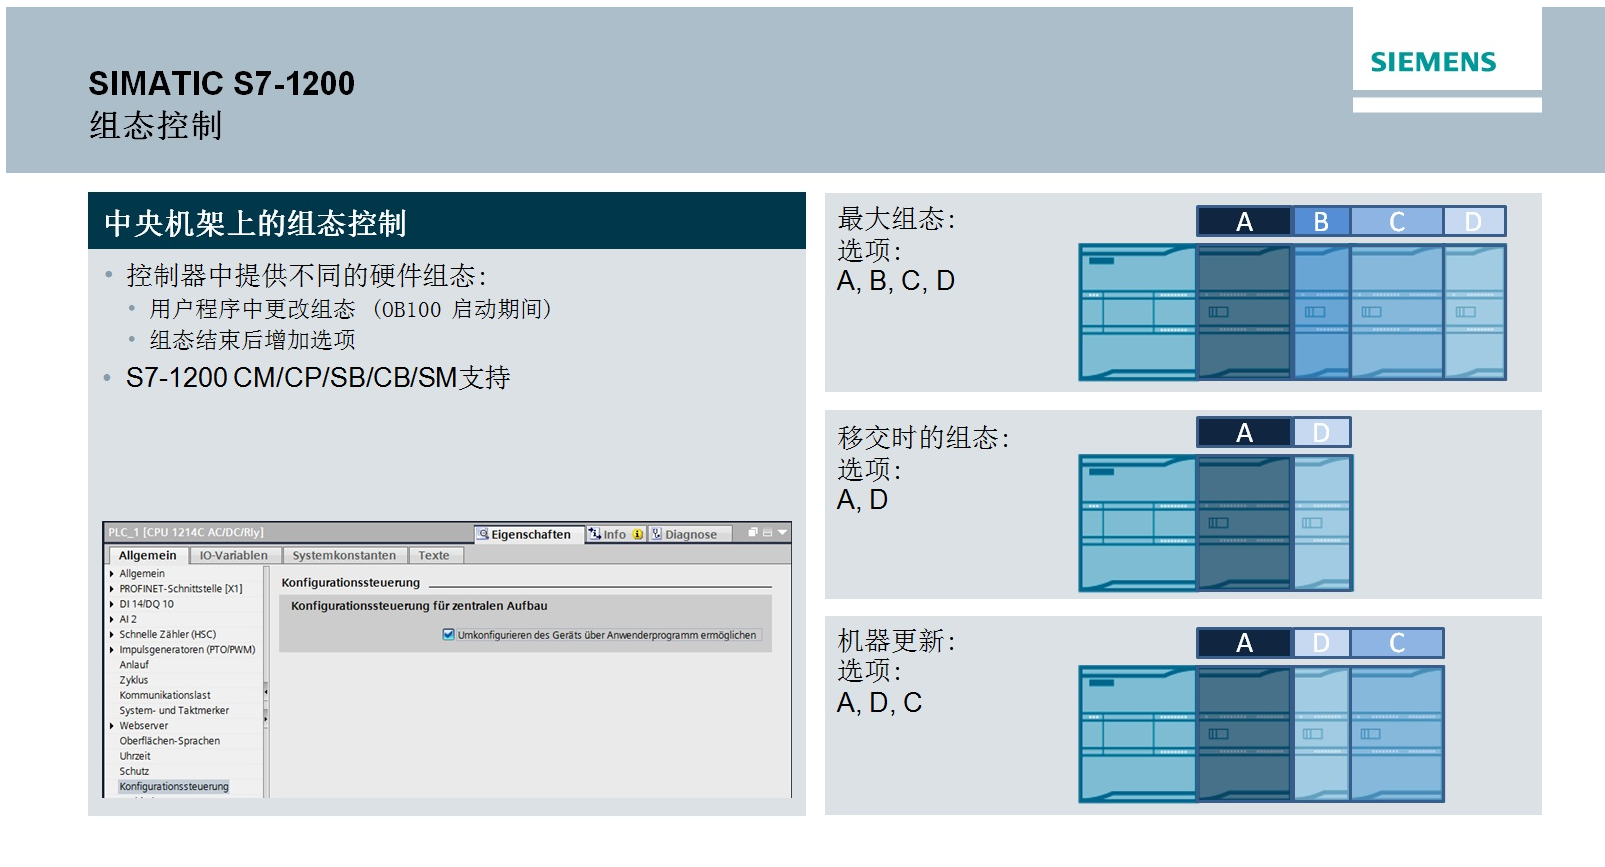 SIMATIC S7-1200
组态控制
SIEMENS
中央机架上的组态控制
• 控制器中提供不同的硬件组态:
• 用户程序中更改组态 (OB100 启动期间)
• 组态结束后增加选项
• S7-1200 CM/CP/SB/CB/SM支持
PLC_1 [CPU 1214C AC/DC/Rly]
Eigenschaften
Info
Diagnose
Allgemein
IO-Variablen
Systemkonstanten
Texte
Allgemein
PROFINET-Schnittstelle [X1]
DI 14/DQ 10
AI 2
Schnelle Zähler (HSC)
Impulsgeneratoren (PTO/PWM)
Anlauf
Zyklus
Kommunikationslast
System- und Taktmerker
Webserver
Oberflächen-Sprachen
Uhrzeit
Schutz
Konfigurationssteuerung
Konfigurationssteuerung
Konfigurationssteuerung für zentralen Aufbau
Umkonfigurieren des Geräts über Anwenderprogramm ermöglichen
最大组态:
选项:
A, B, C, D
A B C D
移交时的组态:
选项:
A, D
A D
机器更新:
选项:
A, D, C
A D C